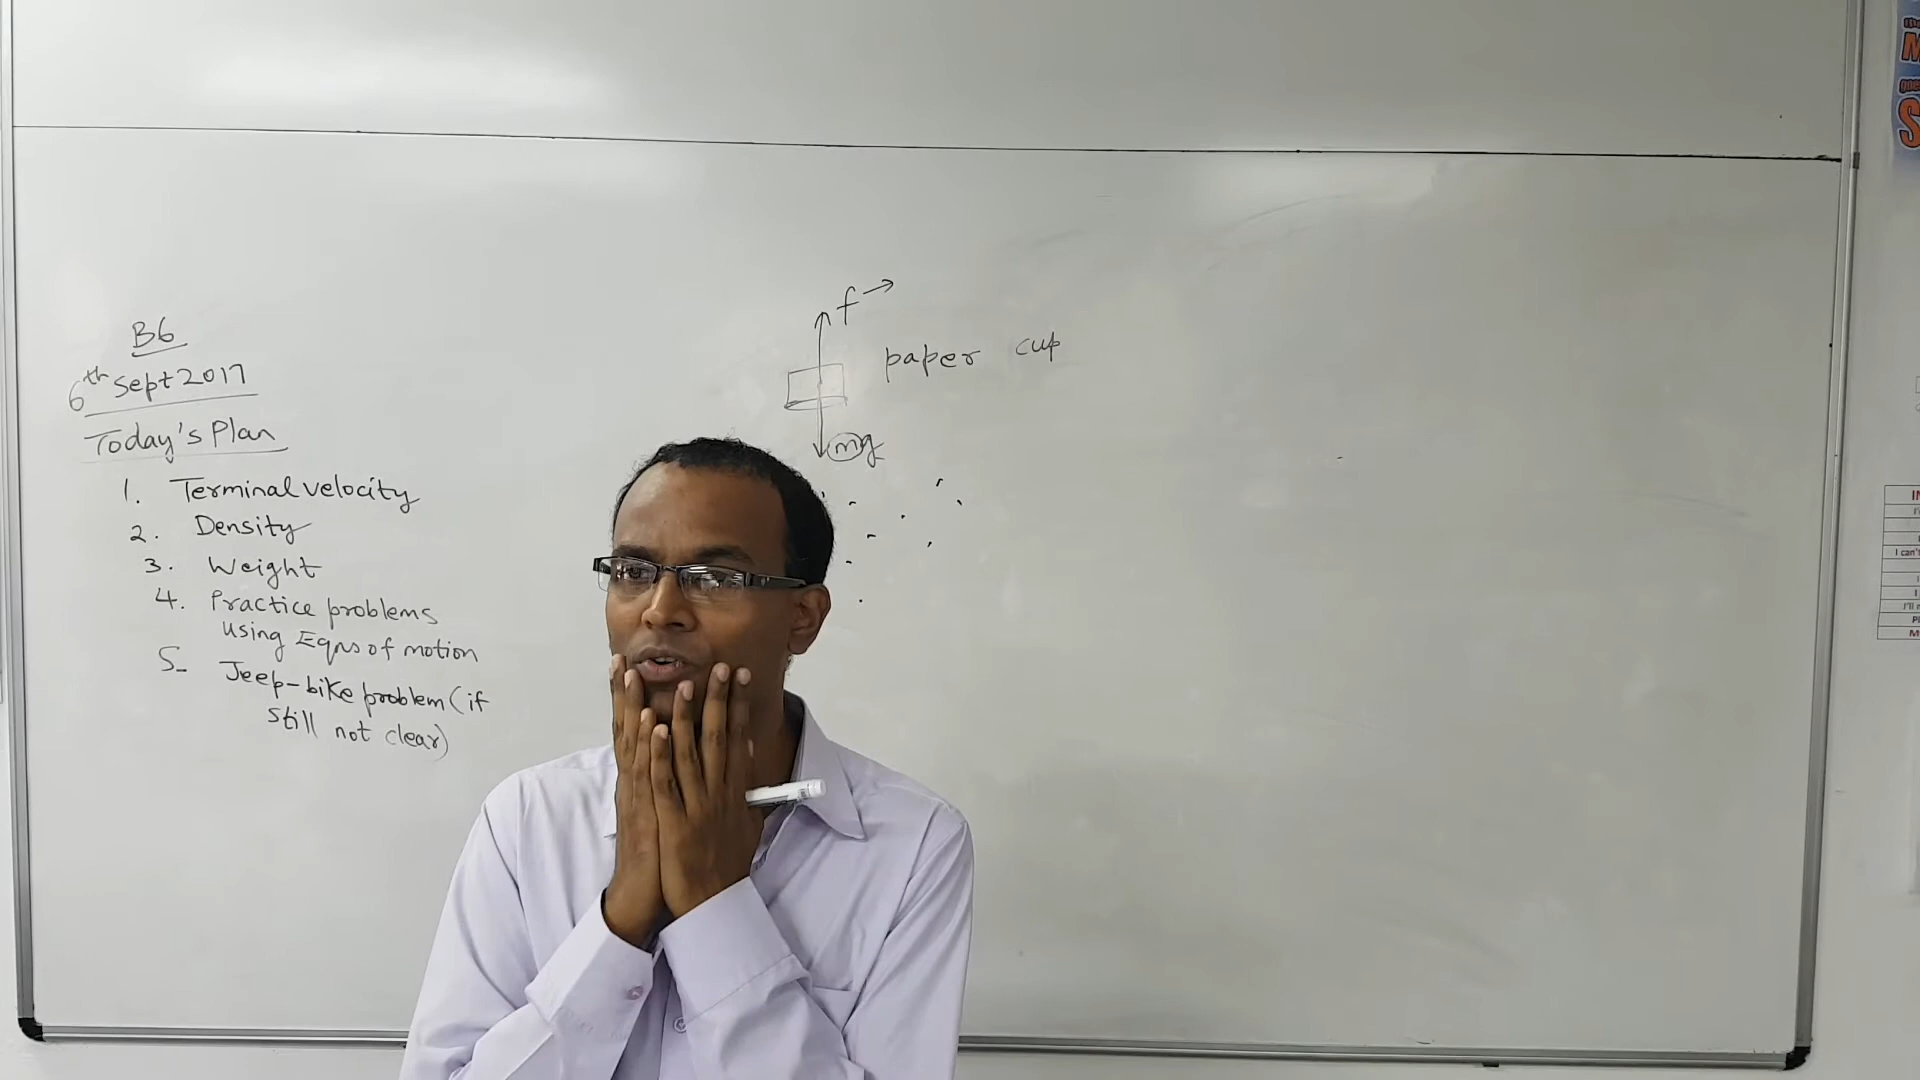 B6
6th Sept 2017
Today's Plan
1. Terminal velocity
2. Density
3. Weight
4. Practice problems
using Eqns of motion
5- Jeep-bike problem (if
still not clear)
f →
paper cup
mg